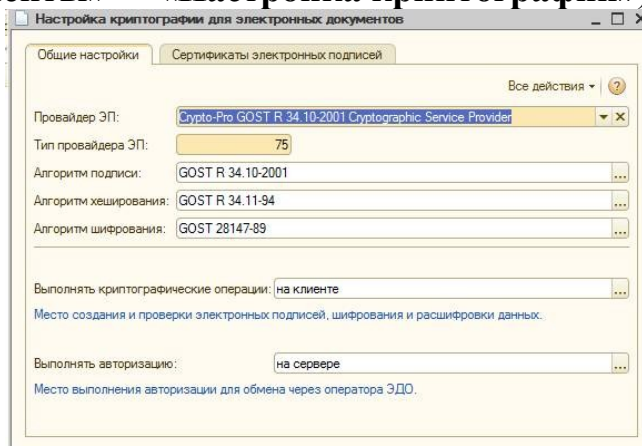 «Настройка криптографии»
Настройка криптографии для электронных документов
Общие настройки
Сертификаты электронных подписей
Все действия
Провайдер ЭП: Crypto-Pro GOST R 34.10-2001 Cryptographic Service Provider
Тип провайдера ЭП: 75
Алгоритм подписи: GOST R 34.10-2001
Алгоритм хеширования: GOST R 34.11-94
Алгоритм шифрования: GOST 28147-89
Выполнять криптографические операции: на клиенте
Место создания и проверки электронных подписей, шифрования и расшифровки данных.
Выполнять авторизацию: на сервере
Место выполнения авторизации для обмена через оператора ЭДО.